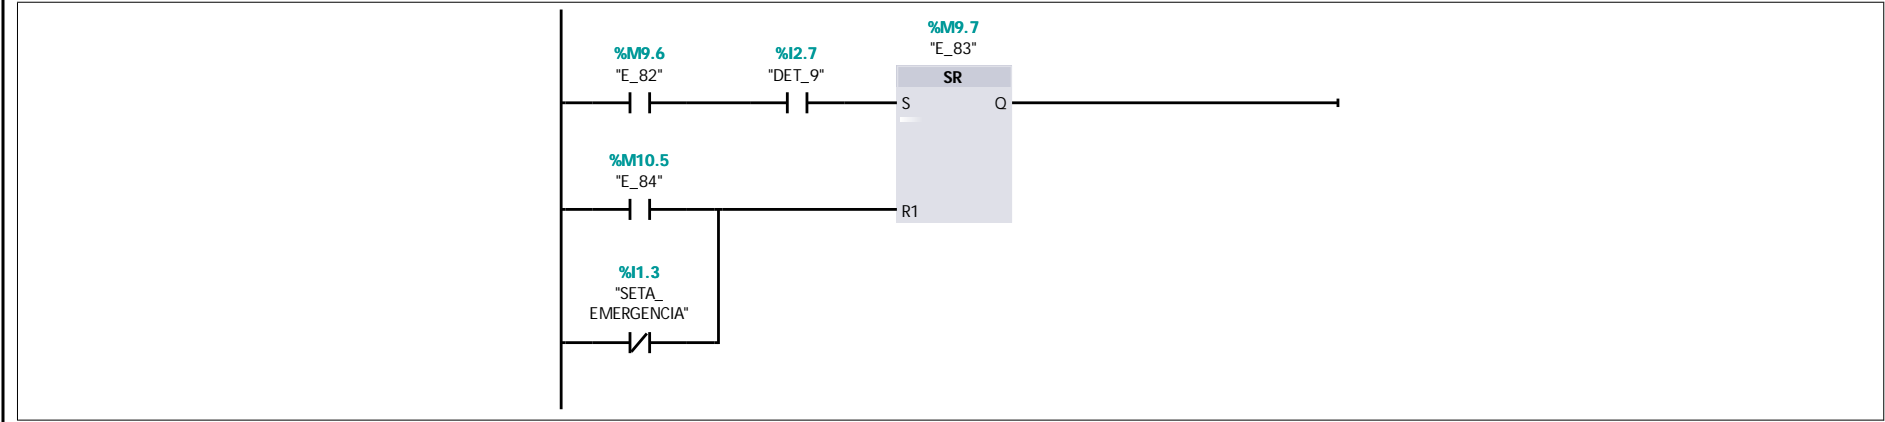 %M9.7
"E_83"
%M9.6
"E_82"
%I2.7
"DET_9"
SR
S
Q
%M10.5
"E_84"
R1
%I1.3
"SETA_
EMERGENCIA"